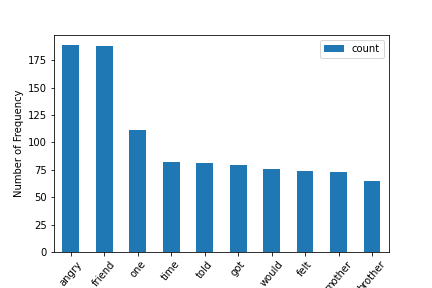 count
Number of Frequency
175
150
125
100
75
50
25
0
angry
friend
one
time
told
got
would
felt
mother
brother